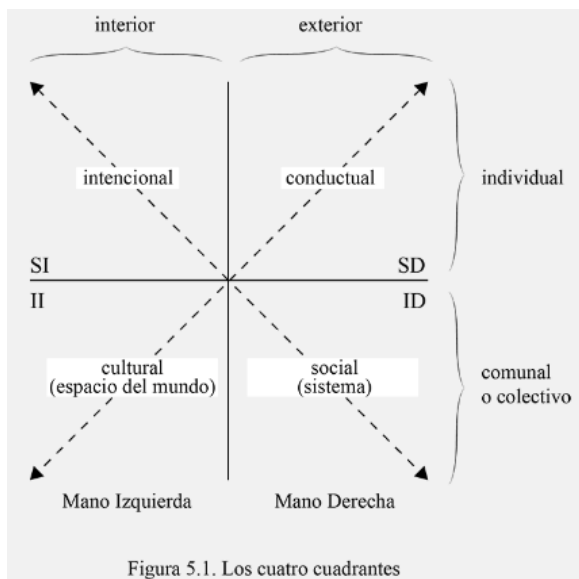 interior
exterior
intencional
conductual
individual
SI
SD
II
ID
cultural
(espacio del mundo)
social
(sistema)
comunal
o colectivo
Mano Izquierda
Mano Derecha
Figura 5.1. Los cuatro cuadrantes